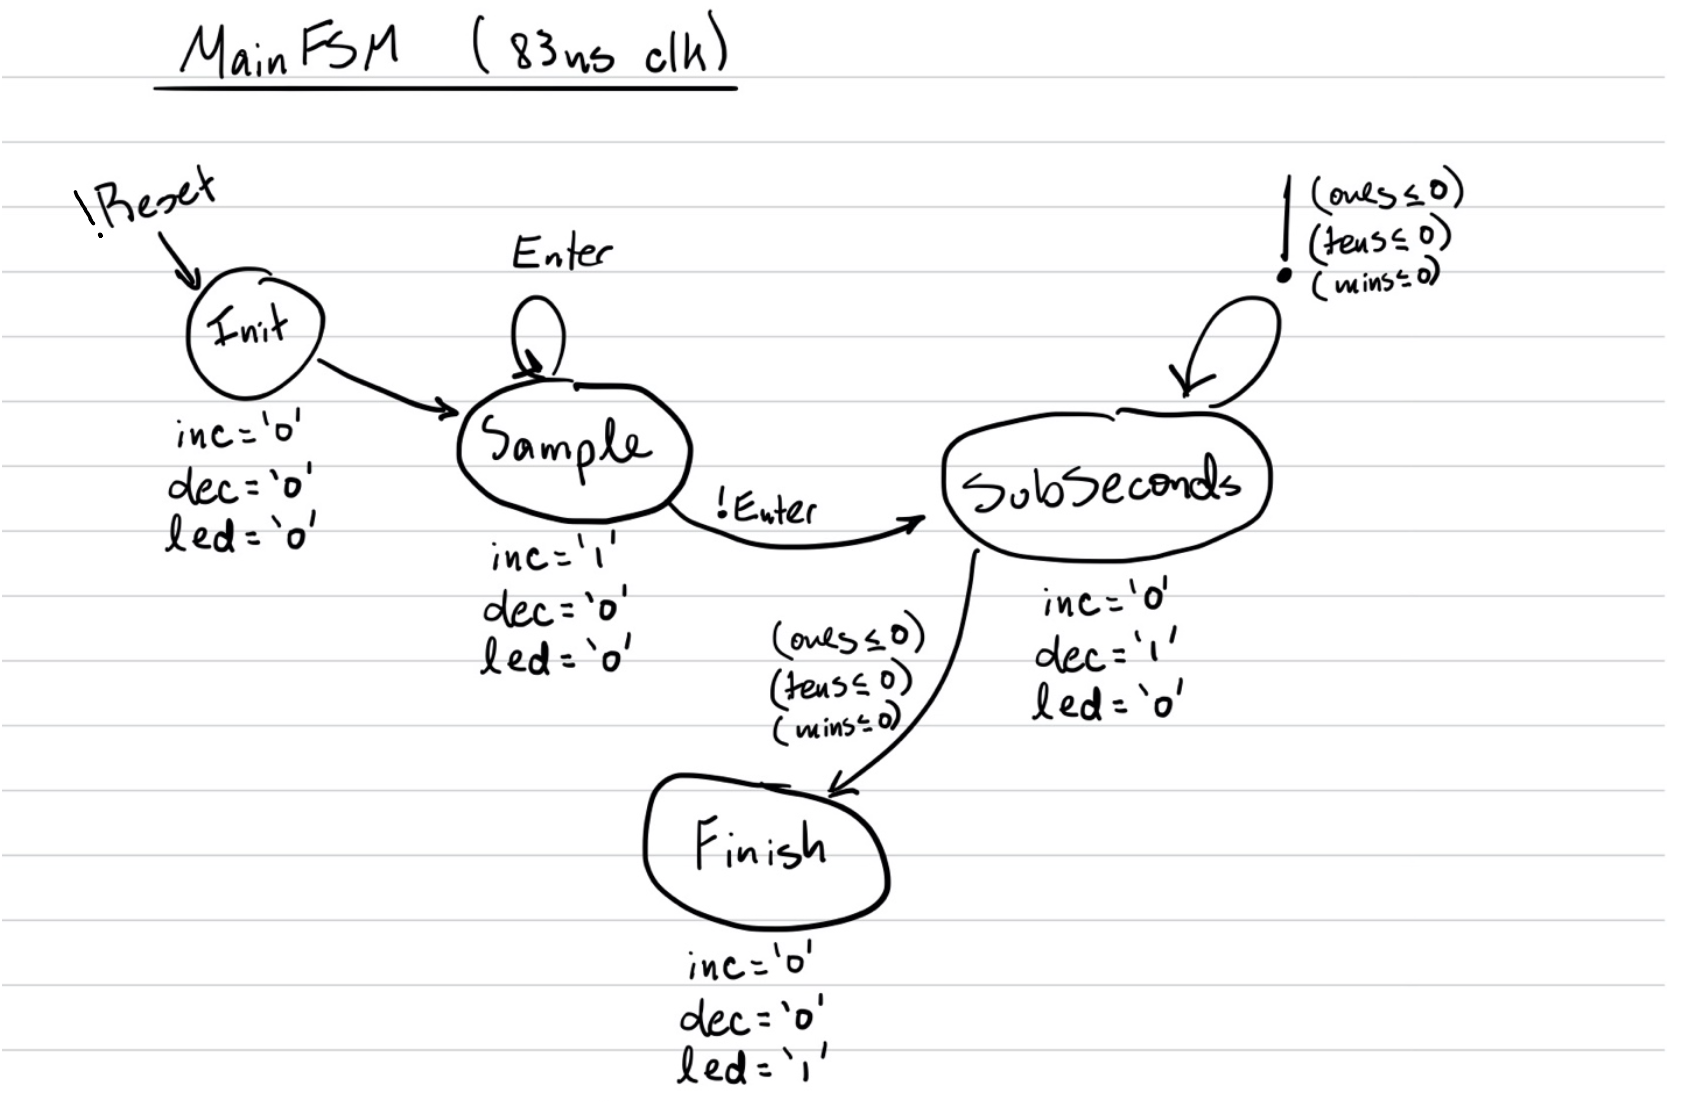 MainFSM (83ns clk)
!Reset
Init
inc='0'
dec='0'
led='0'
Enter
Sample
inc='1'
dec='0'
led='0'
!Enter
! (ones≤0)
(tens≤0)
(mins≤0)
SubSeconds
inc='0'
dec='1'
led='0'
(ones≤0)
(tens≤0)
(mins≤0)
Finish
inc='0'
dec='0'
led='1'